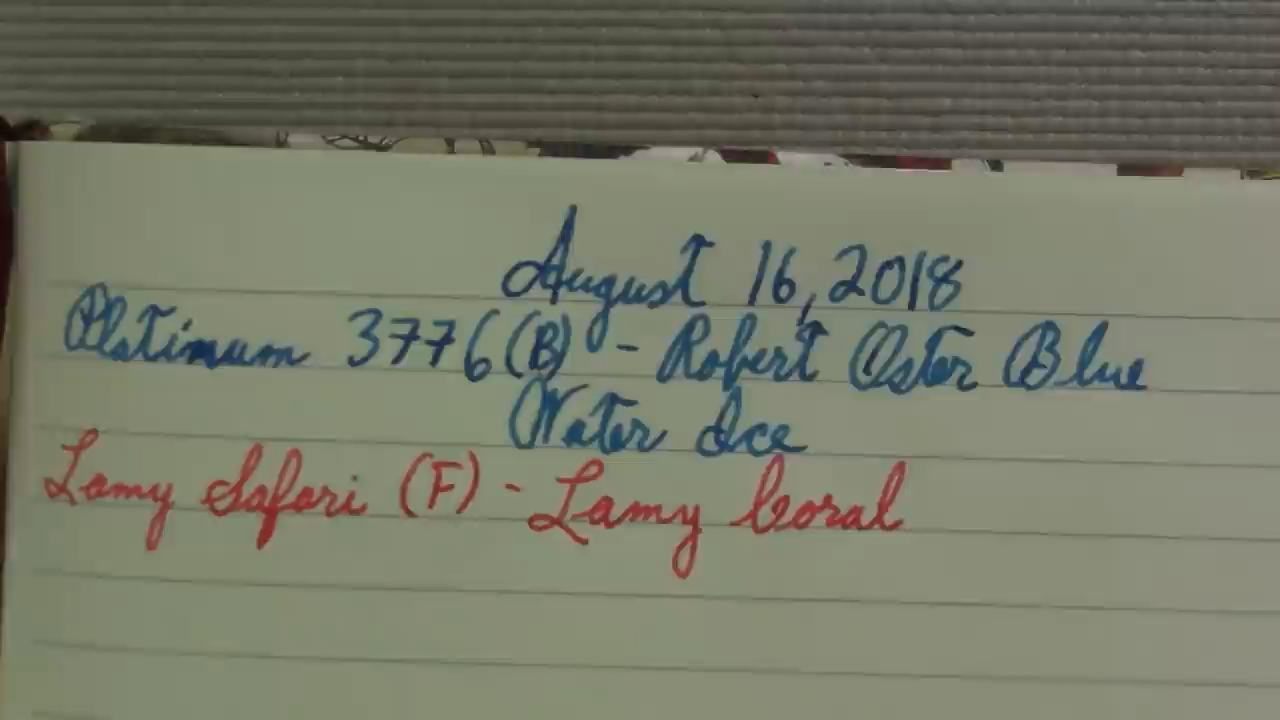 August 16, 2018
Platinum 3776 (B) - Robert Oster Blue
Water Ice
Lamy Safari (F) - Lamy Coral